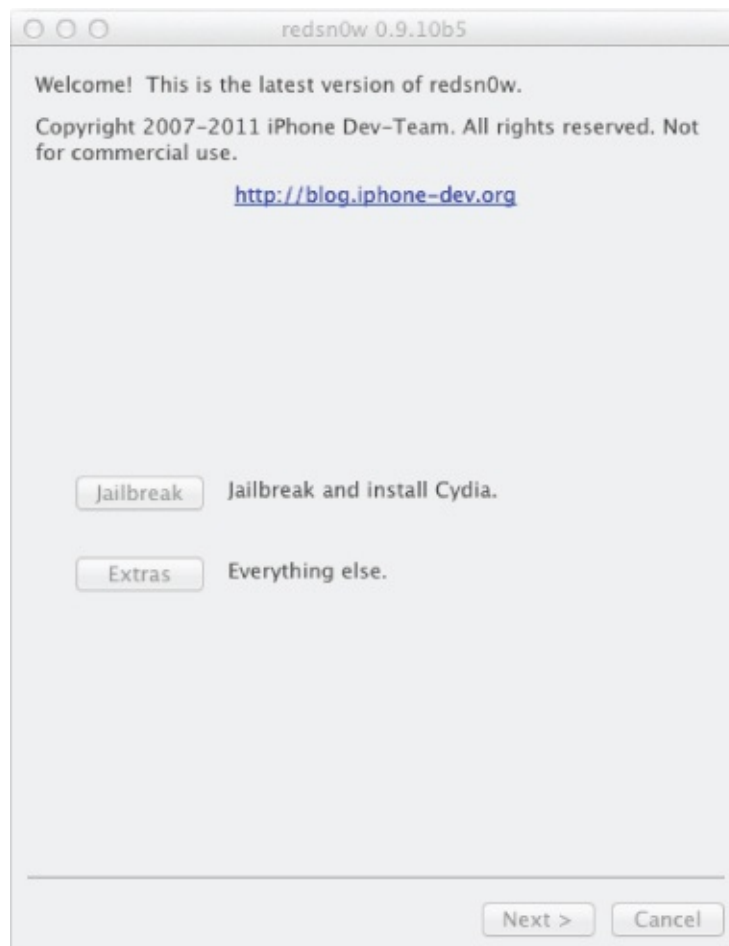 redsn0w 0.9.10b5
Welcome!  This is the latest version of redsn0w.
Copyright 2007-2011 iPhone Dev-Team. All rights reserved. Not
for commercial use.
http://blog.iphone-dev.org
Jailbreak
Jailbreak and install Cydia.
Extras
Everything else.
Next >
Cancel